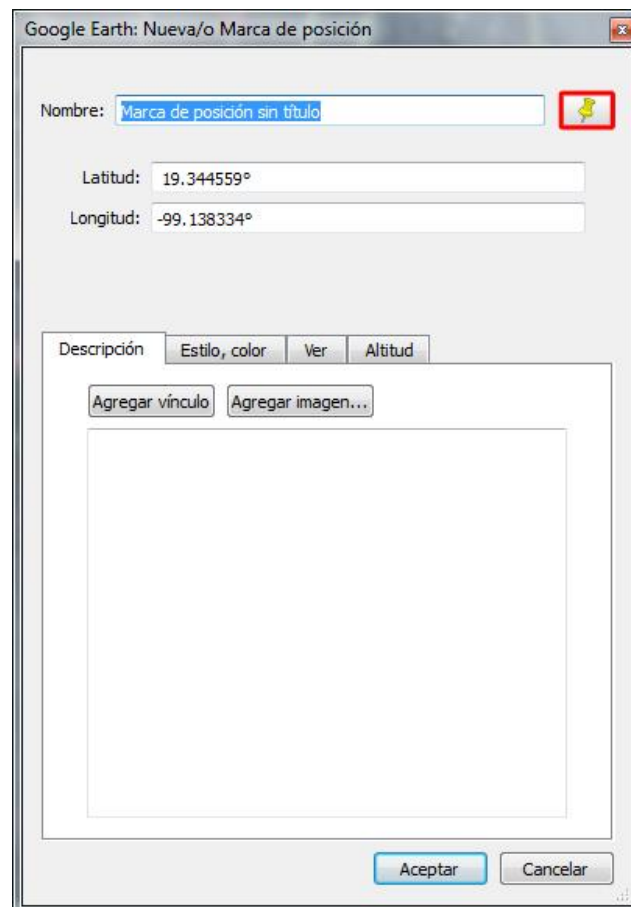 Google Earth: Nueva/o Marca de posición
Nombre: Marca de posición sin título
Latitud: 19.344559°
Longitud: -99.138334°
Descripción Estilo, color Ver Altitud
Agregar vínculo Agregar imagen...
Aceptar Cancelar